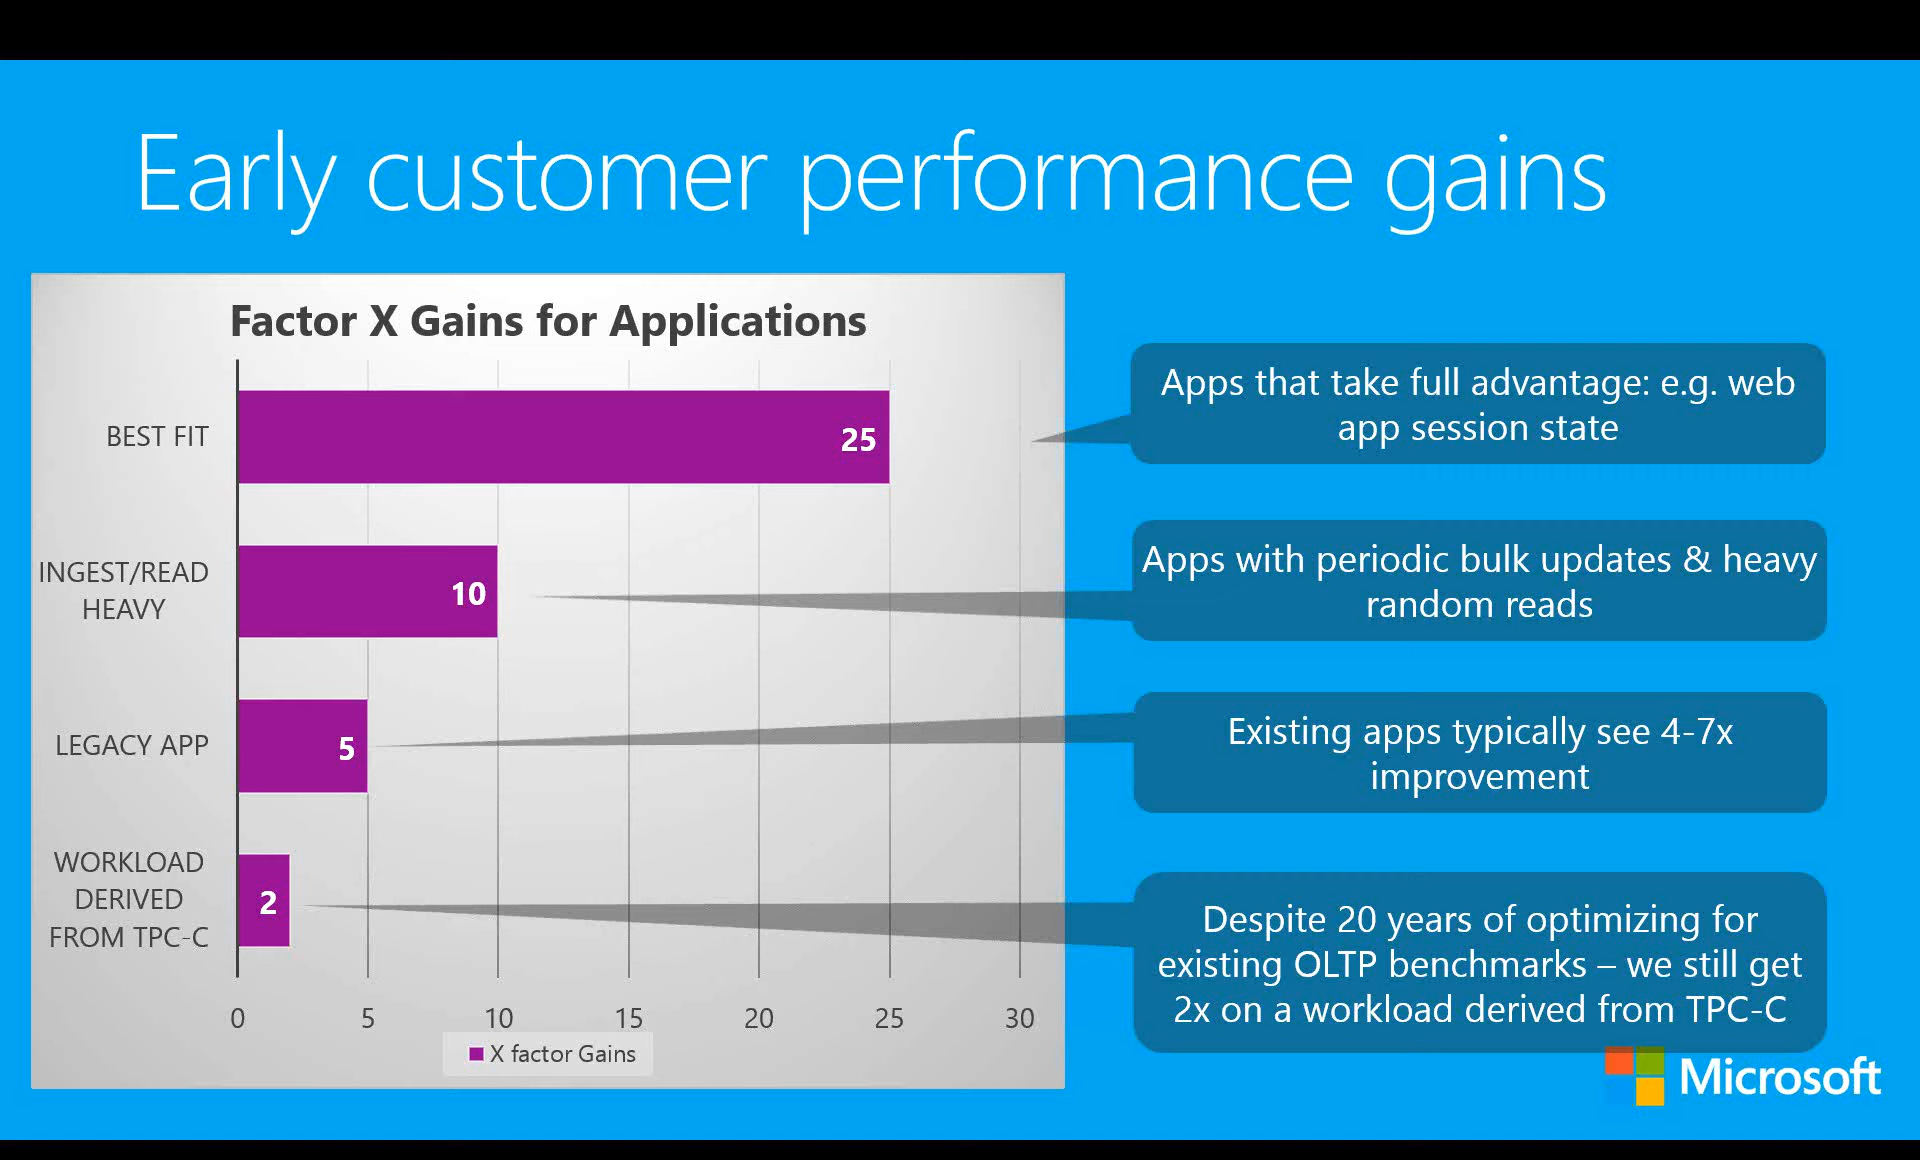 Early customer performance gains
Factor X Gains for Applications
BEST FIT
25
Apps that take full advantage: e.g. web
app session state
INGEST/READ
HEAVY
10
Apps with periodic bulk updates & heavy
random reads
LEGACY APP
5
Existing apps typically see 4-7x
improvement
WORKLOAD
DERIVED
FROM TPC-C
2
Despite 20 years of optimizing for
existing OLTP benchmarks – we still get
2x on a workload derived from TPC-C
0 5 10 15 20 25 30
X factor Gains
Microsoft